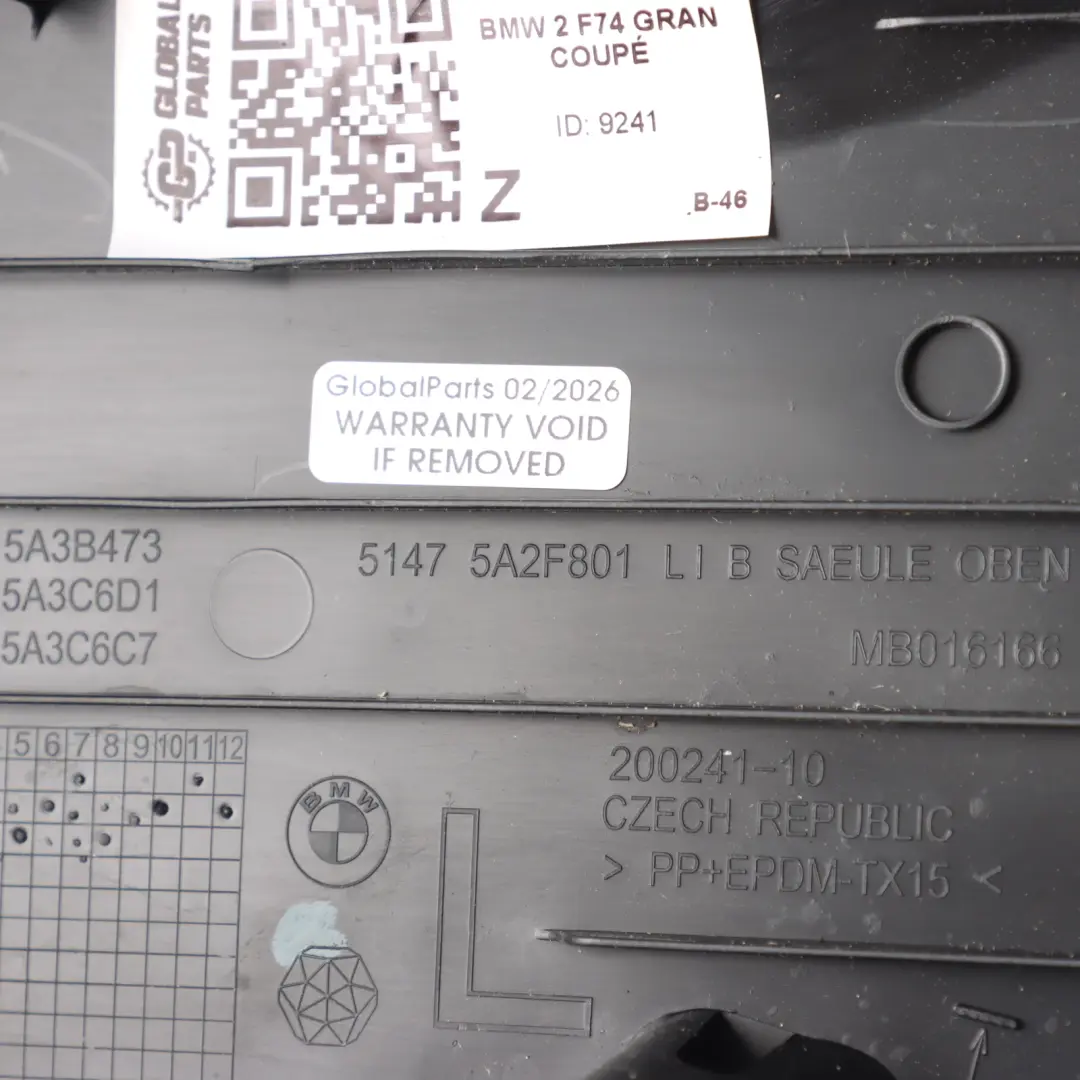 GLOBAL
PARTS
BMW 2 F74 GRAN
COUPÉ
ID: 9241
Z
B-46
GlobalParts 02/2026
WARRANTY VOID
IF REMOVED
5A3B473
5A3C6D1
5A3C6C7
5147 5A2F801 LI B SAEULE OBEN
MB016166
5 6 7 8 9 10 11 12
BMW
L
200241-10
CZECH REPUBLIC
> PP+EPDM-TX15 <